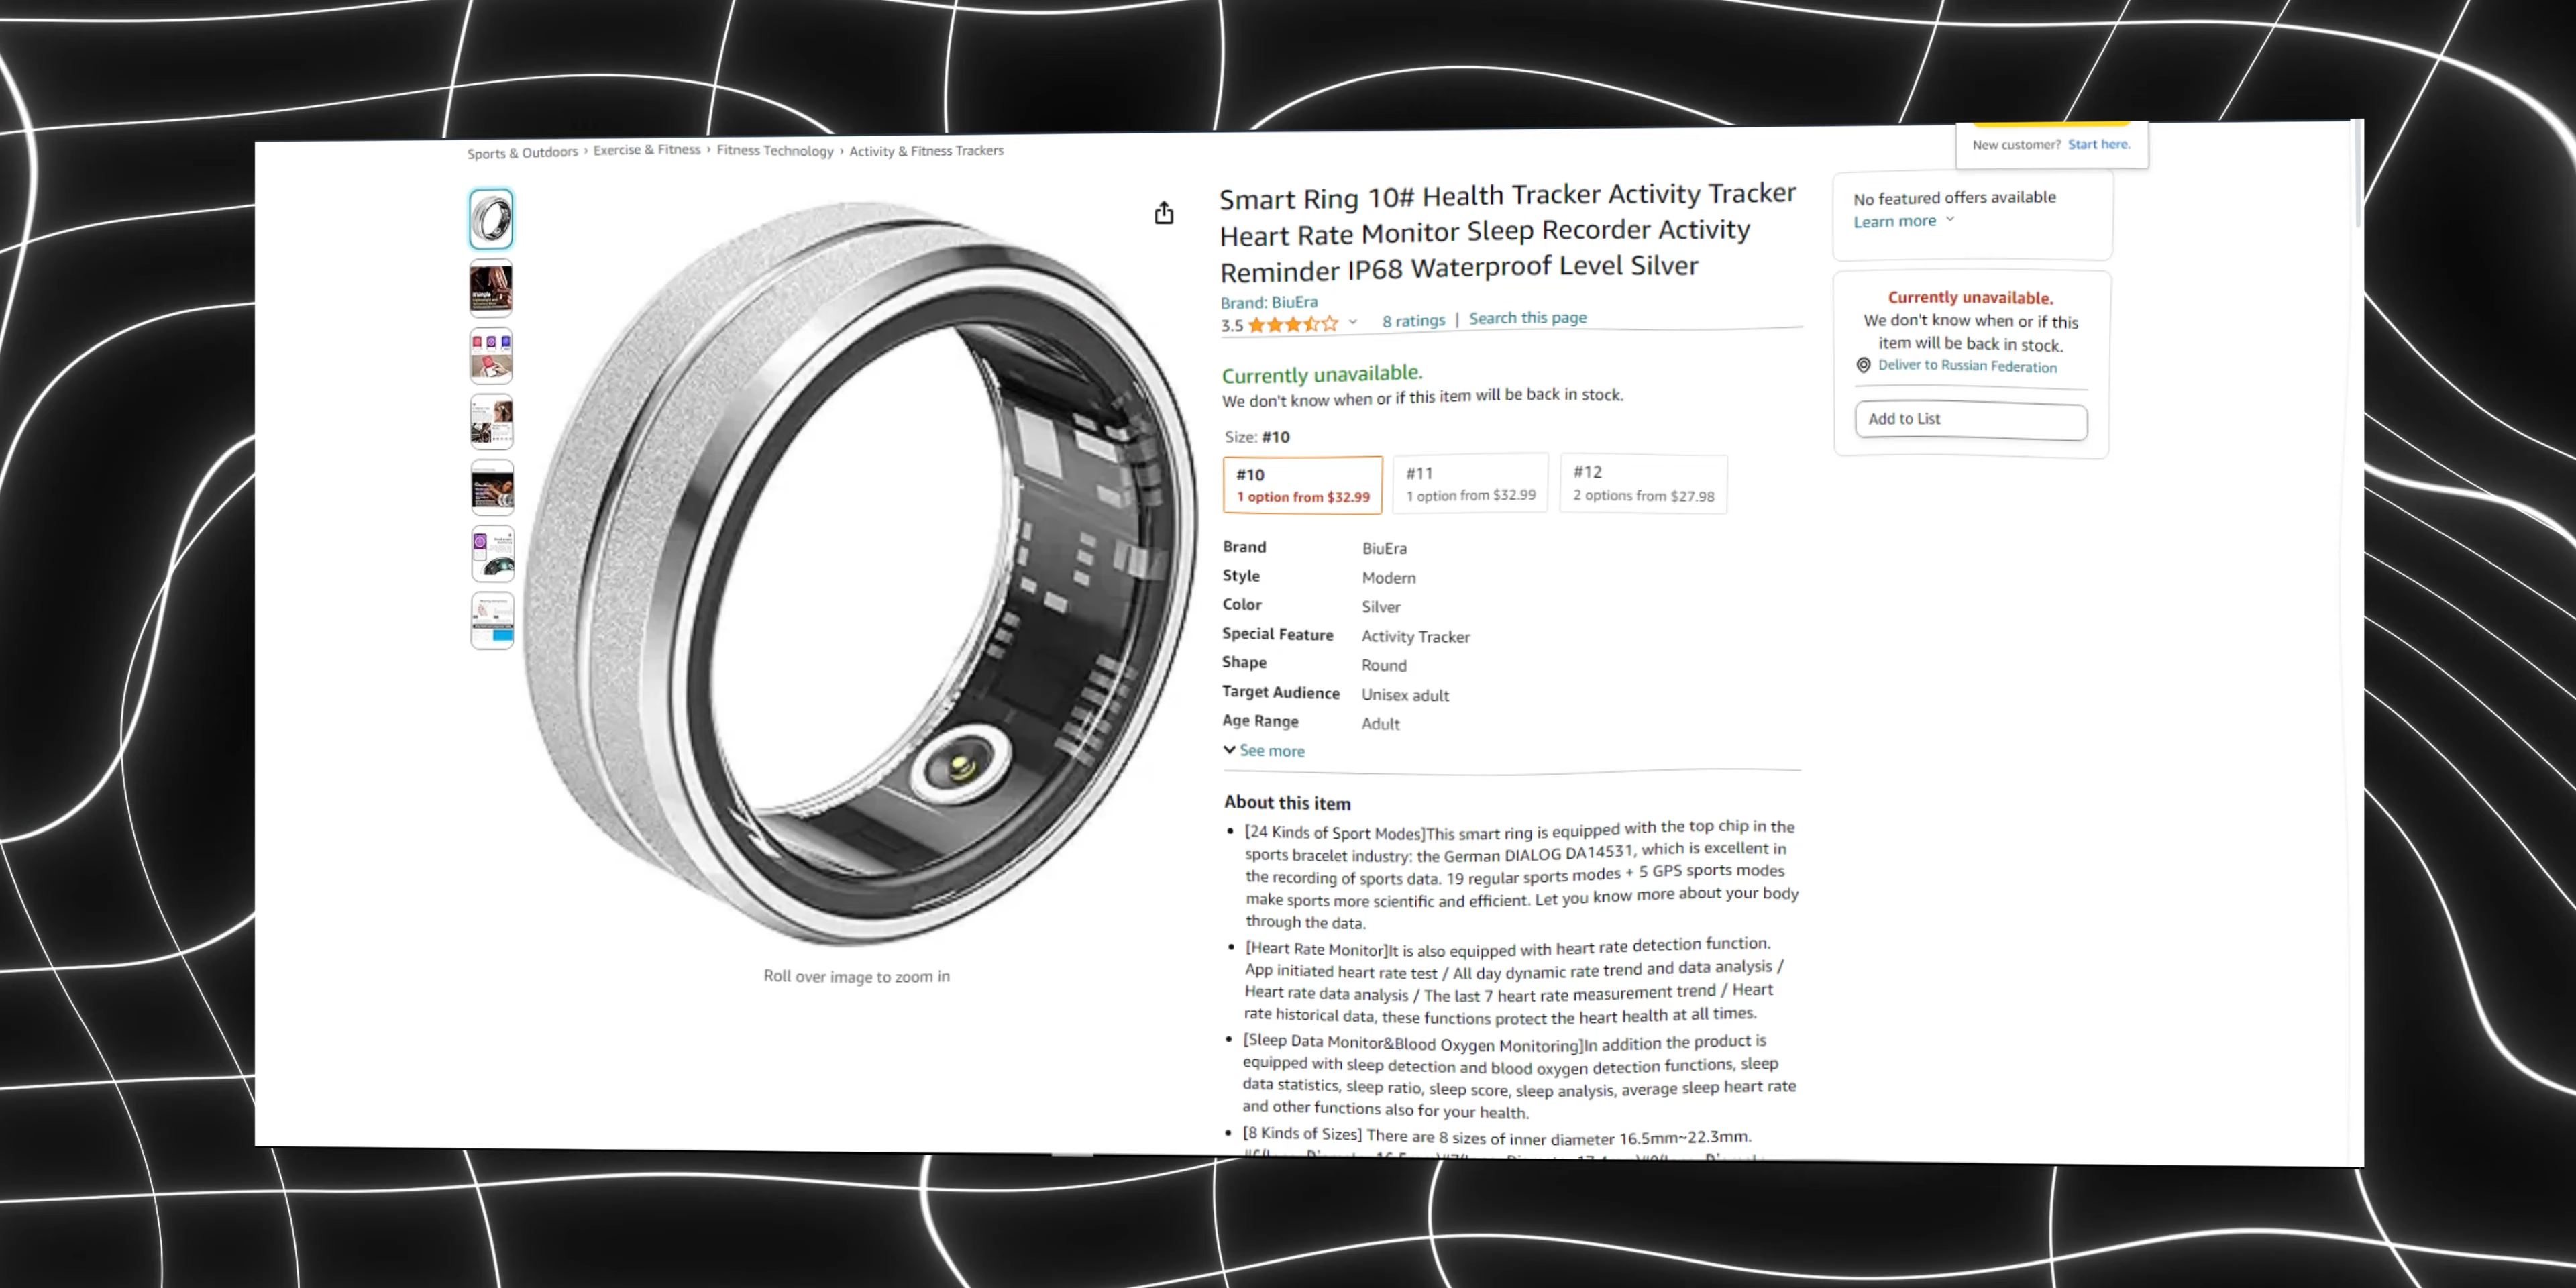 Sports & Outdoors › Exercise & Fitness › Fitness Technology › Activity & Fitness Trackers
New customer? Start here.
Smart Ring 10# Health Tracker Activity Tracker
Heart Rate Monitor Sleep Recorder Activity
Reminder IP68 Waterproof Level Silver
Brand: BiuEra
3.5 8 ratings | Search this page
Currently unavailable.
We don't know when or if this item will be back in stock.
Size: #10
#10
1 option from $32.99
#11
1 option from $32.99
#12
2 options from $27.98
Brand BiuEra
Style Modern
Color Silver
Special Feature Activity Tracker
Shape Round
Target Audience Unisex adult
Age Range Adult
See more
About this item
• [24 Kinds of Sport Modes]This smart ring is equipped with the top chip in the
sports bracelet industry: the German DIALOG DA14531, which is excellent in
the recording of sports data. 19 regular sports modes + 5 GPS sports modes
make sports more scientific and efficient. Let you know more about your body
through the data.
• [Heart Rate Monitor]It is also equipped with heart rate detection function.
App initiated heart rate test / All day dynamic rate trend and data analysis /
Heart rate data analysis / The last 7 heart rate measurement trend / Heart
rate historical data, these functions protect the heart health at all times.
• [Sleep Data Monitor&Blood Oxygen Monitoring]In addition the product is
equipped with sleep detection and blood oxygen detection functions, sleep
data statistics, sleep ratio, sleep score, sleep analysis, average sleep heart rate
and other functions also for your health.
• [8 Kinds of Sizes] There are 8 sizes of inner diameter 16.5mm~22.3mm.
Roll over image to zoom in
No featured offers available
Learn more
Currently unavailable.
We don't know when or if this
item will be back in stock.
Deliver to Russian Federation
Add to List